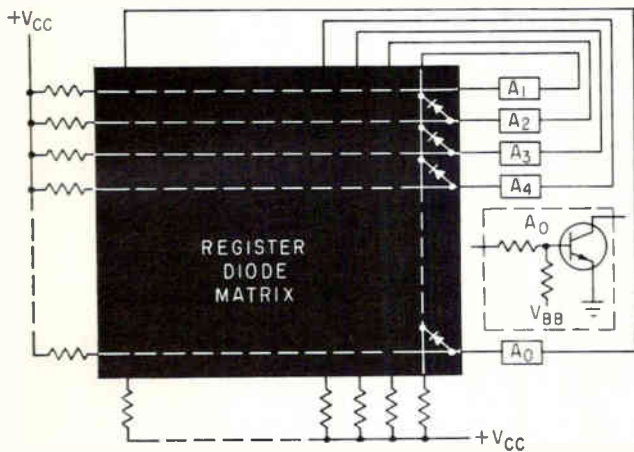 +VCC
A1
A2
A3
A4
REGISTER
DIODE
MATRIX
A0
VBB
A0
+VCC